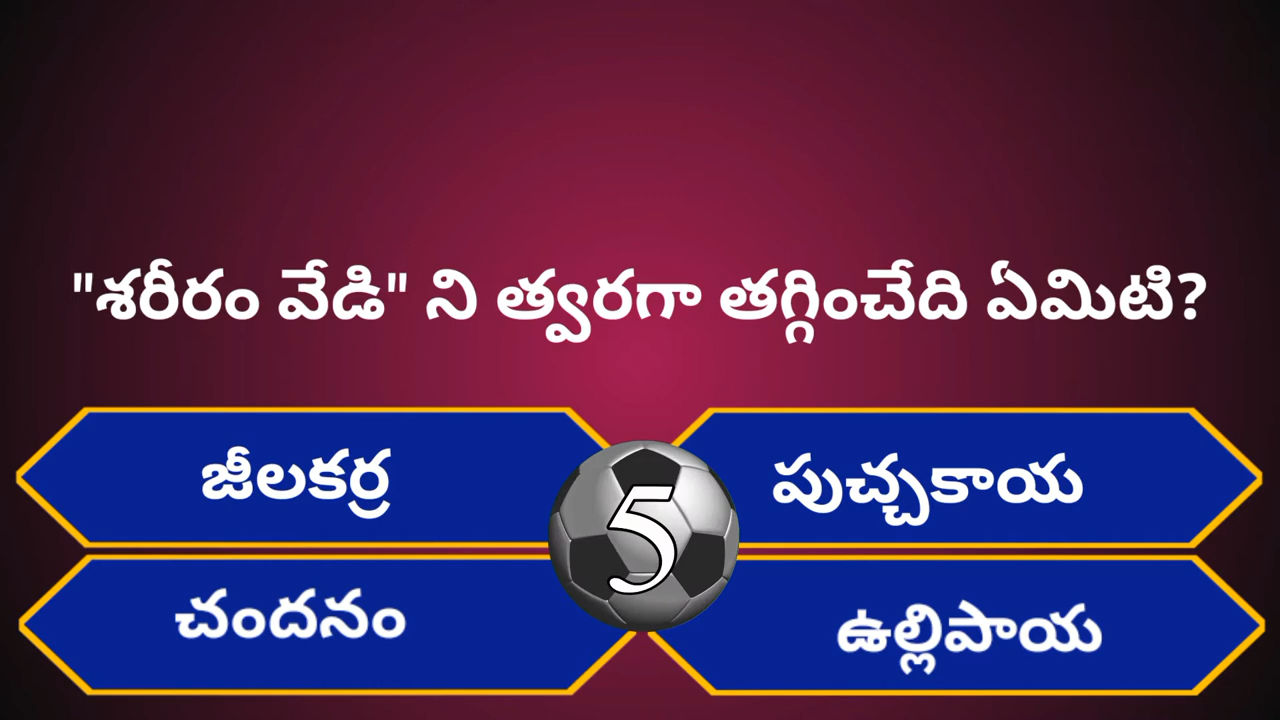 "శరీరం వేడి" ని త్వరగా తగ్గించేది ఏమిటి?
జీలకర్ర
పుచ్చకాయ
5
చందనం
ఉల్లిపాయ